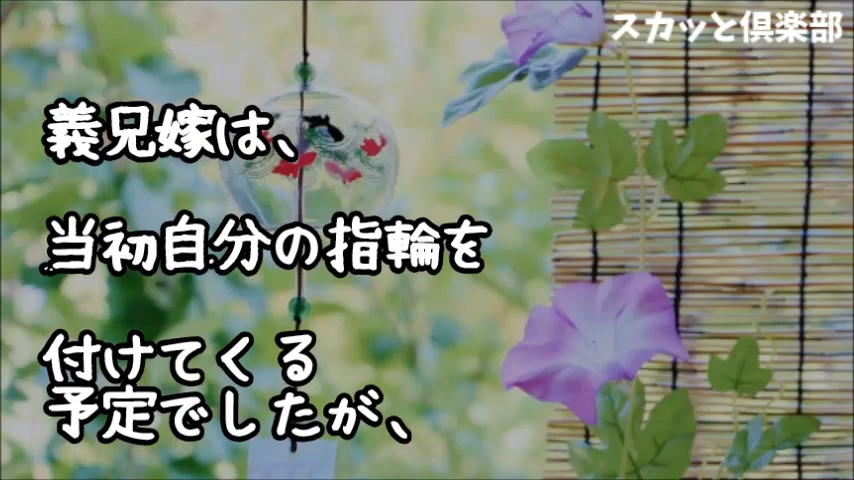 スカッと倶楽部
義兄嫁は、
当初自分の指輪を
付けてくる
予定でしたが、